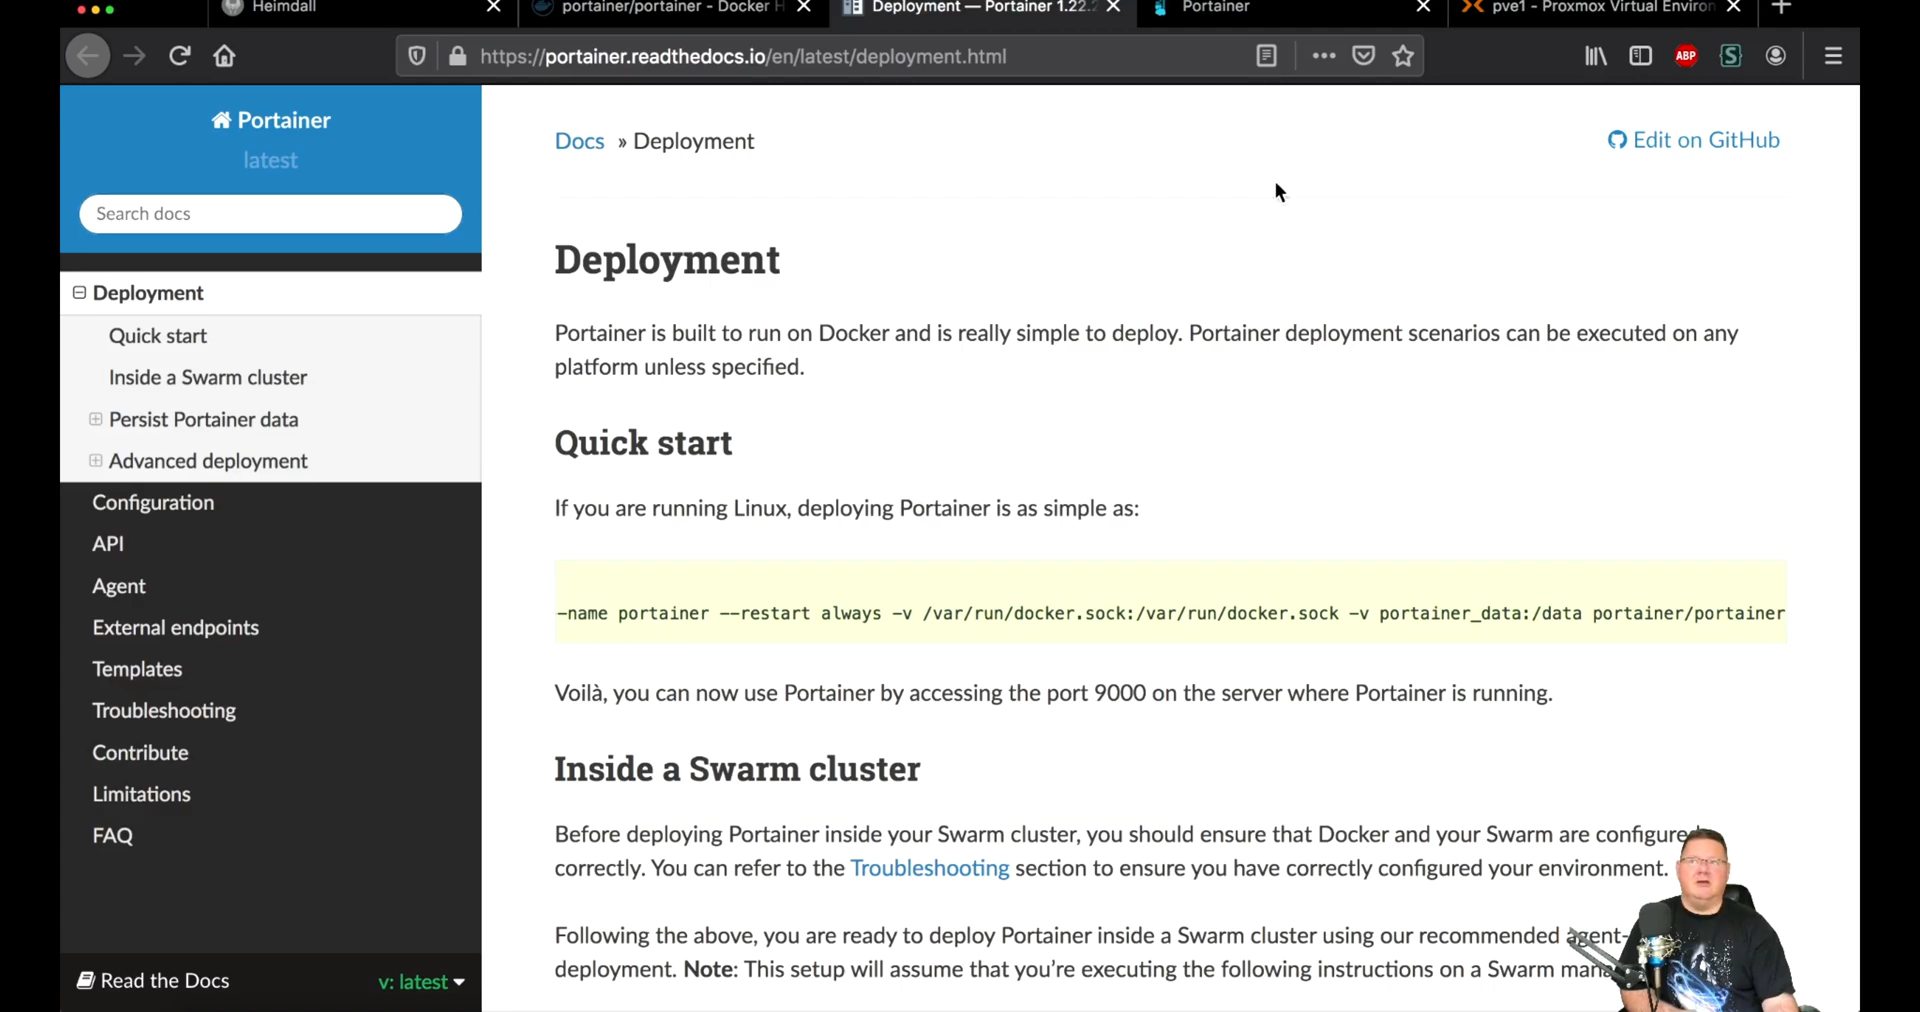 Heimdall
portainer/portainer - Docker H
Deployment — Portainer 1.22.2
Portainer
pve1 - Proxmox Virtual Environ
https://portainer.readthedocs.io/en/latest/deployment.html
ABP
S
Portainer
latest
Search docs
Deployment
Quick start
Inside a Swarm cluster
Persist Portainer data
Advanced deployment
Configuration
API
Agent
External endpoints
Templates
Troubleshooting
Contribute
Limitations
FAQ
Read the Docs
v: latest
Docs » Deployment
Edit on GitHub
Deployment
Portainer is built to run on Docker and is really simple to deploy. Portainer deployment scenarios can be executed on any
platform unless specified.
Quick start
If you are running Linux, deploying Portainer is as simple as:
-name portainer --restart always -v /var/run/docker.sock:/var/run/docker.sock -v portainer_data:/data portainer/portainer
Voilà, you can now use Portainer by accessing the port 9000 on the server where Portainer is running.
Inside a Swarm cluster
Before deploying Portainer inside your Swarm cluster, you should ensure that Docker and your Swarm are configured
correctly. You can refer to the Troubleshooting section to ensure you have correctly configured your environment.
Following the above, you are ready to deploy Portainer inside a Swarm cluster using our recommended agent-
deployment. Note: This setup will assume that you're executing the following instructions on a Swarm